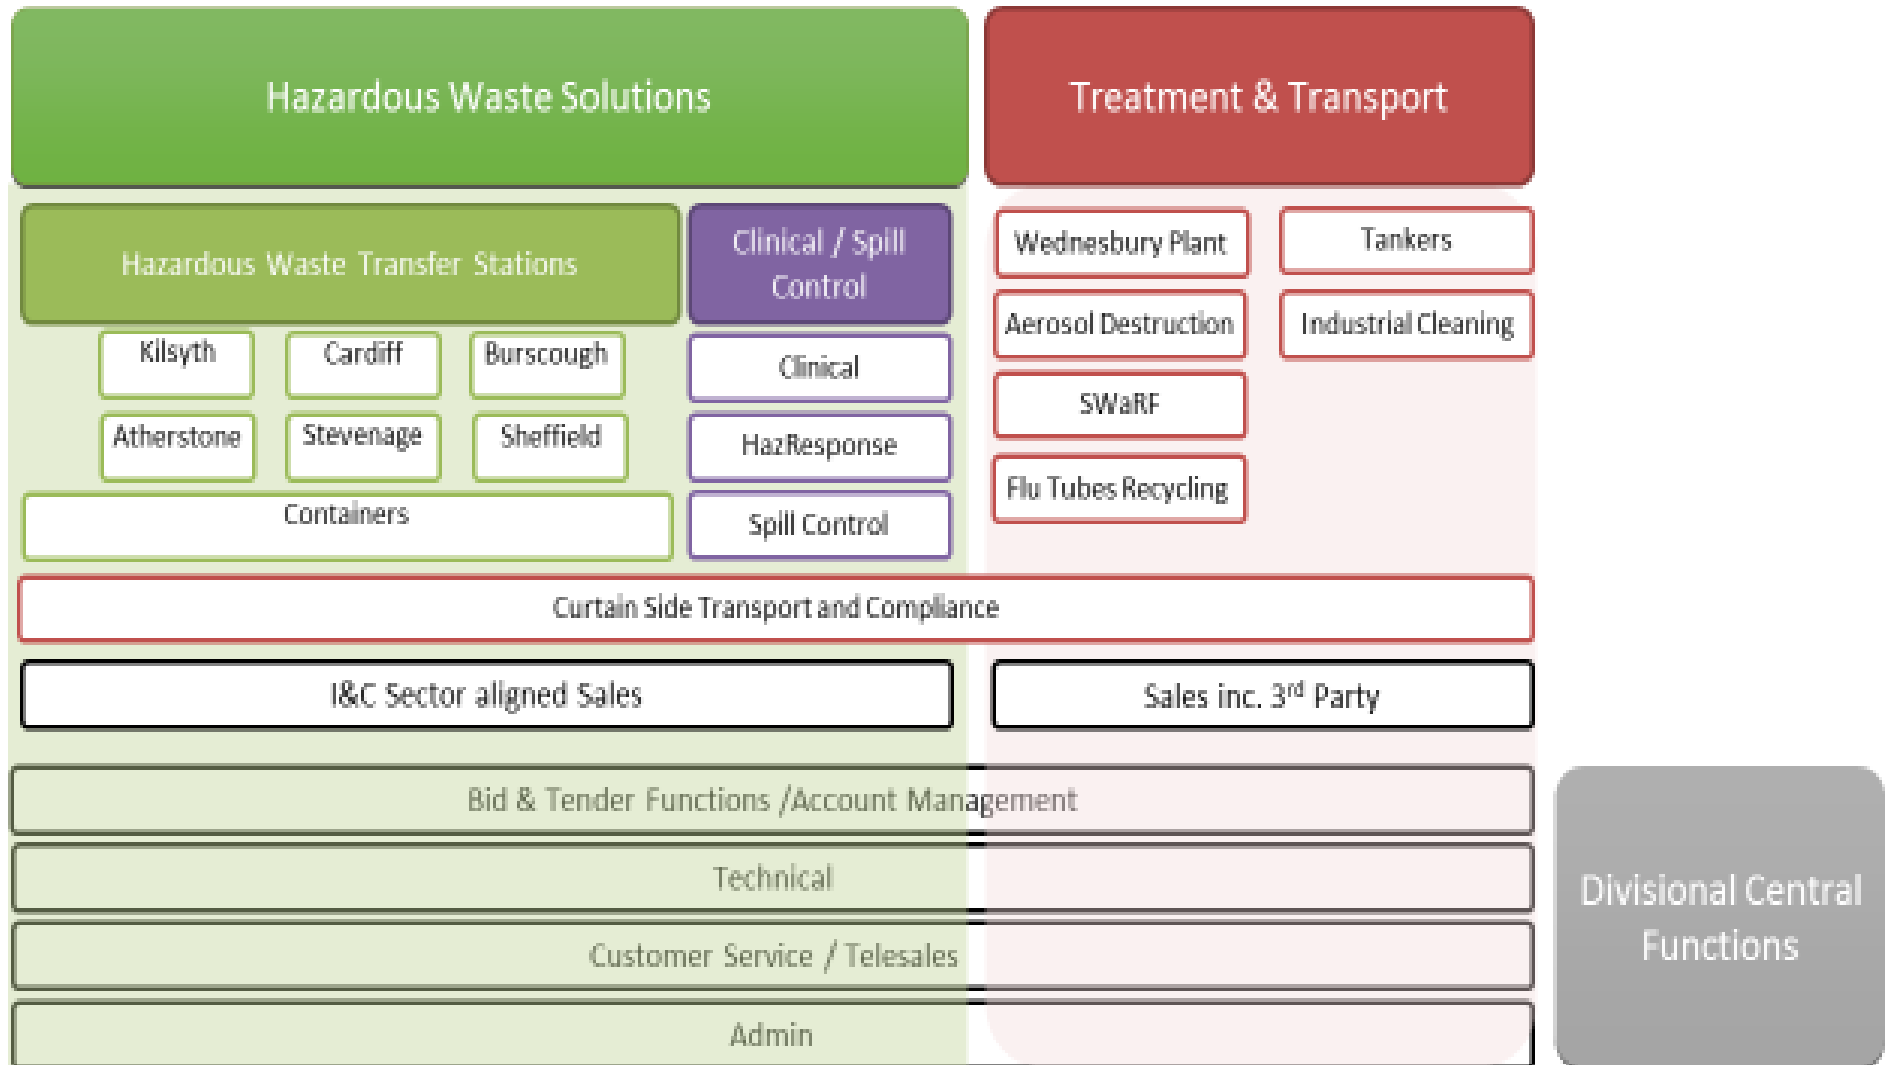 Hazardous Waste Solutions
Treatment & Transport
Hazardous Waste Transfer Stations
Clinical / Spill
Control
Kilsyth
Cardiff
Burscough
Atherstone
Stevenage
Sheffield
Containers
Clinical
HazResponse
Spill Control
Wednesbury Plant
Tankers
Aerosol Destruction
Industrial Cleaning
SWaRF
Flu Tubes Recycling
Curtain Side Transport and Compliance
I&C Sector aligned Sales
Sales inc. 3rd Party
Bid & Tender Functions /Account Management
Technical
Customer Service / Telesales
Admin
Divisional Central
Functions